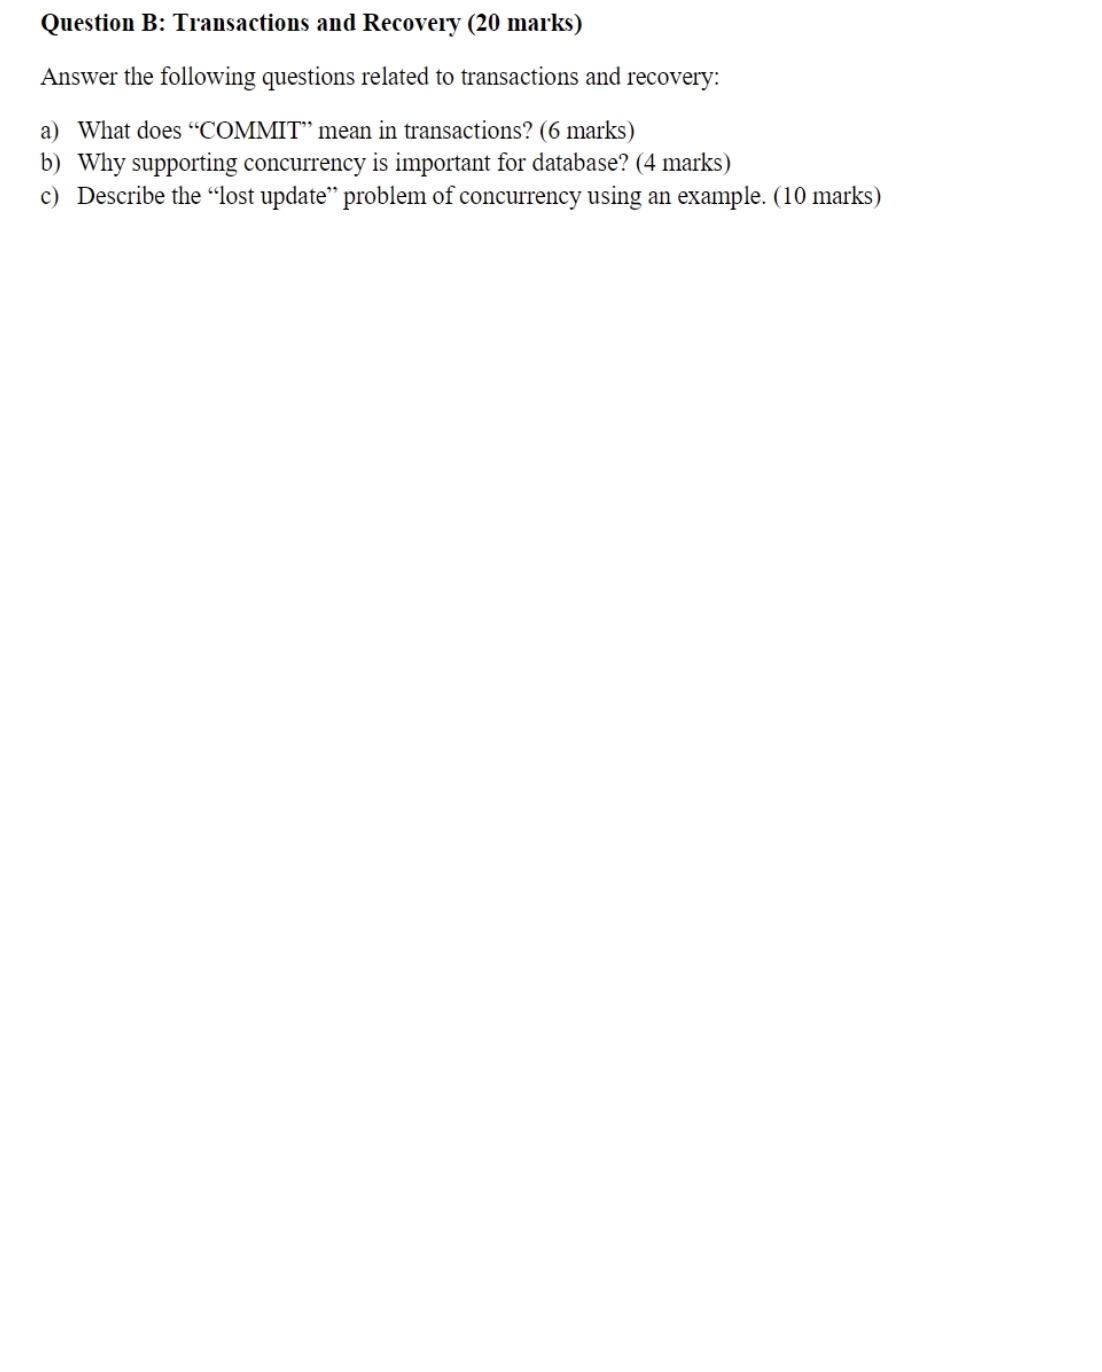 Question B: Transactions and Recovery (20 marks)
Answer the following questions related to transactions and recovery:
a) What does “COMMIT” mean in transactions? (6 marks)
b) Why supporting concurrency is important for database? (4 marks)
c) Describe the “lost update” problem of concurrency using an example. (10 marks)